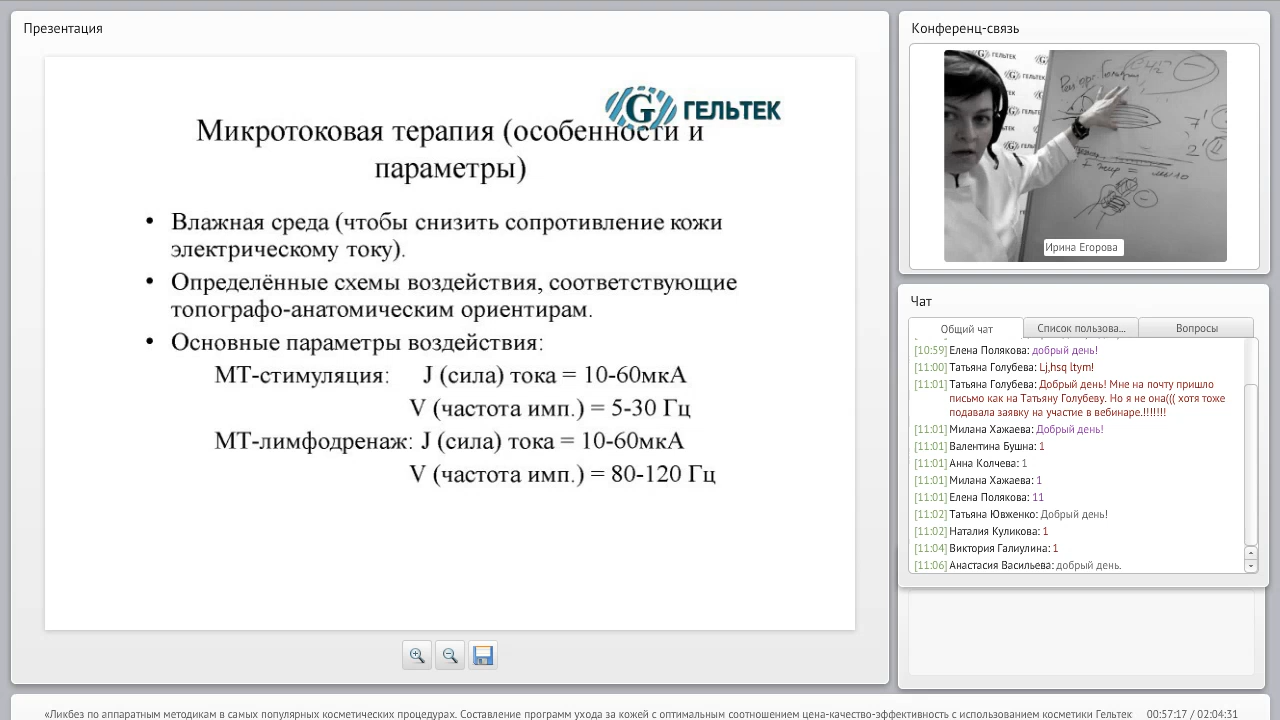 Презентация
ГЕЛЬТЕК
Микротоковая терапия (особенности и
параметры)
• Влажная среда (чтобы снизить сопротивление кожи
электрическому току).
• Определённые схемы воздействия, соответствующие
топографо-анатомическим ориентирам.
• Основные параметры воздействия:
МТ-стимуляция: J (сила) тока = 10-60мкА
V (частота имп.) = 5-30 Гц
МТ-лимфодренаж: J (сила) тока = 10-60мкА
V (частота имп.) = 80-120 Гц
Конференц-связь
ГЕЛЬТЕК
Ирина Егорова
Чат
Общий чат
Список пользова...
Вопросы
[10:59] Елена Полякова: добрый день!
[11:00] Татьяна Голубева: Lj,hsq ltym!
[11:01] Татьяна Голубева: Добрый день! Мне на почту пришло
письмо как на Татьяну Голубеву. Но я не она((( хотя тоже
подавала заявку на участие в вебинаре.!!!!!!!
[11:01] Милана Хажаева: Добрый день!
[11:01] Валентина Бушна: 1
[11:01] Анна Колчева: 1
[11:01] Милана Хажаева: 1
[11:01] Елена Полякова: 11
[11:02] Татьяна Ювженко: Добрый день!
[11:02] Наталия Куликова: 1
[11:04] Виктория Галиулина: 1
[11:06] Анастасия Васильева: добрый день.
«Ликбез по аппаратным методикам в самых популярных косметических процедурах. Составление программ ухода за кожей с оптимальным соотношением цена-качество-эффективность с использованием косметики Гельтек 00:57:17 / 02:04:31